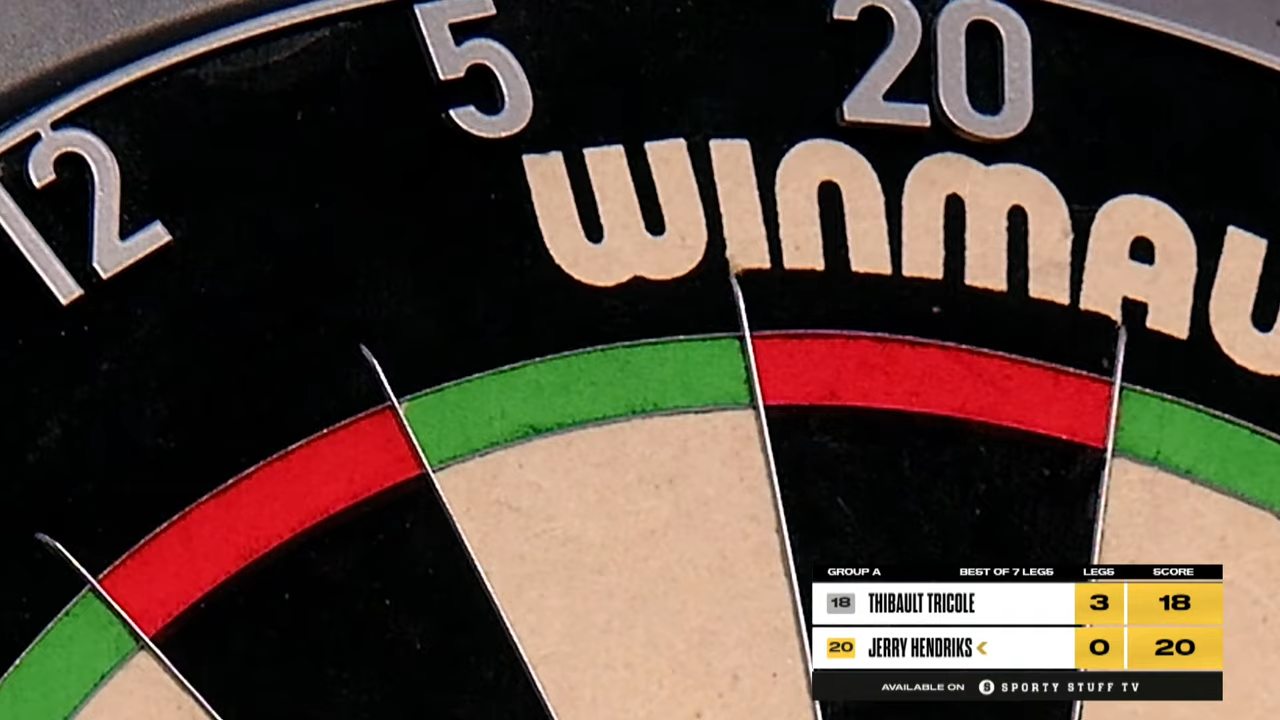 5
20
12
WINMAU
GROUP A BEST OF 7 LEGS LEGS SCORE
18 THIBAULT TRICOLE 3 18
20 JERRY HENDRIKS 0 20
AVAILABLE ON S SPORTY STUFF TV